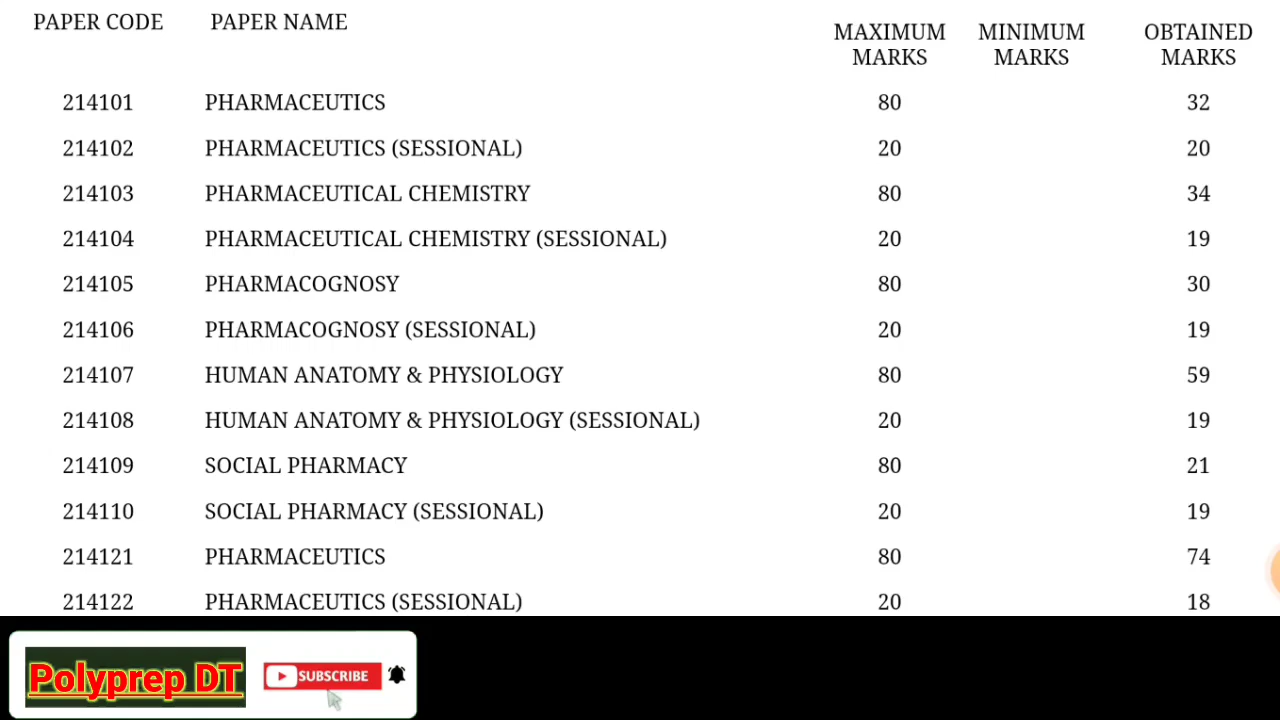 PAPER CODE PAPER NAME MAXIMUM MARKS MINIMUM MARKS OBTAINED MARKS
214101 PHARMACEUTICS 80 32
214102 PHARMACEUTICS (SESSIONAL) 20 20
214103 PHARMACEUTICAL CHEMISTRY 80 34
214104 PHARMACEUTICAL CHEMISTRY (SESSIONAL) 20 19
214105 PHARMACOGNOSY 80 30
214106 PHARMACOGNOSY (SESSIONAL) 20 19
214107 HUMAN ANATOMY & PHYSIOLOGY 80 59
214108 HUMAN ANATOMY & PHYSIOLOGY (SESSIONAL) 20 19
214109 SOCIAL PHARMACY 80 21
214110 SOCIAL PHARMACY (SESSIONAL) 20 19
214121 PHARMACEUTICS 80 74
214122 PHARMACEUTICS (SESSIONAL) 20 18
Polyprep DT SUBSCRIBE